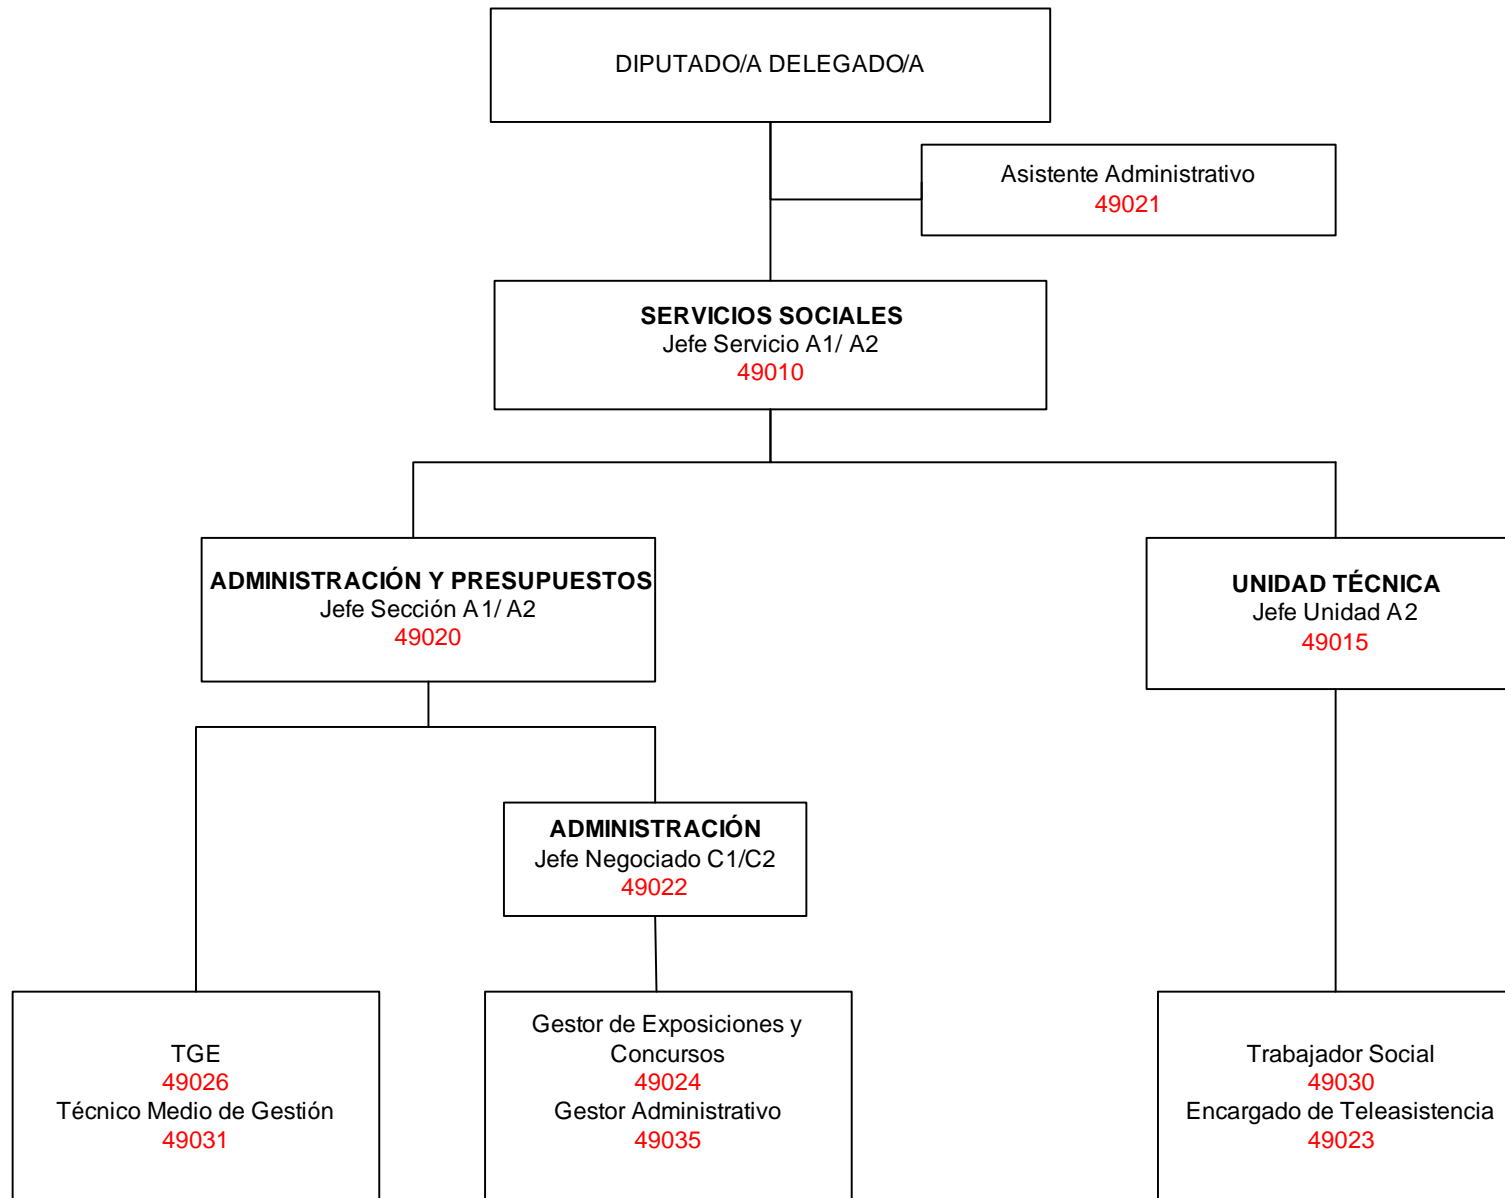 DIPUTADO/A DELEGADO/A
Asistente Administrativo
49021
SERVICIOS SOCIALES
Jefe Servicio A1/ A2
49010
ADMINISTRACIÓN Y PRESUPUESTOS
Jefe Sección A1/ A2
49020
UNIDAD TÉCNICA
Jefe Unidad A2
49015
ADMINISTRACIÓN
Jefe Negociado C1/C2
49022
TGE
49026
Técnico Medio de Gestión
49031
Gestor de Exposiciones y
Concursos
49024
Gestor Administrativo
49035
Trabajador Social
49030
Encargado de Teleasistencia
49023